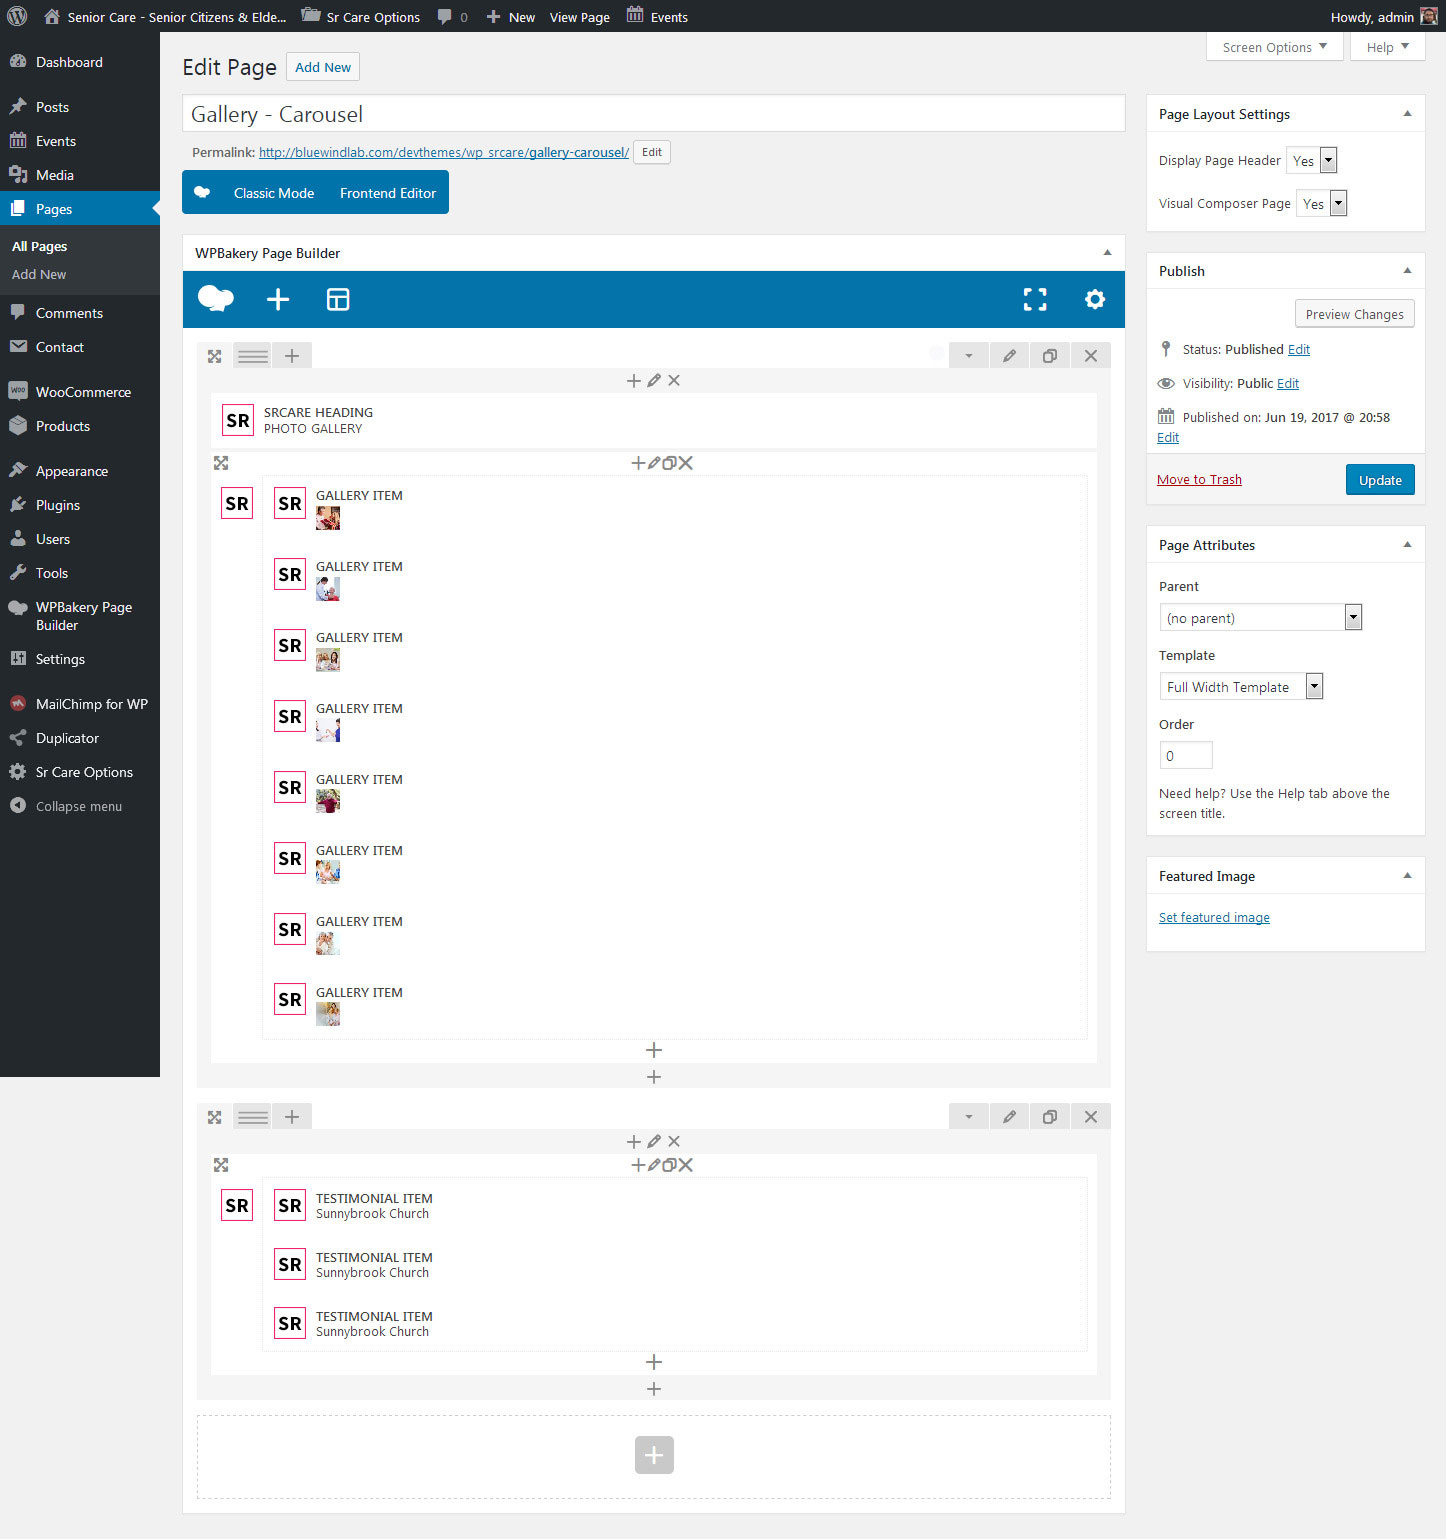 Senior Care - Senior Citizens & Elde... Sr Care Options 0 New View Page Events Howdy, admin
Dashboard
Posts
Events
Media
Pages
All Pages
Add New
Comments
Contact
WooCommerce
Products
Appearance
Plugins
Users
Tools
WPBakery Page
Builder
Settings
MailChimp for WP
Duplicator
Sr Care Options
Collapse menu
Screen Options Help
Edit Page Add New
Gallery - Carousel
Permalink: http://bluewindlab.com/devthemes/wp_srcare/gallery-carousel/ Edit
Classic Mode Frontend Editor
WPBakery Page Builder
SR SRCARE HEADING
PHOTO GALLERY
SR SR GALLERY ITEM
SR GALLERY ITEM
SR GALLERY ITEM
SR GALLERY ITEM
SR GALLERY ITEM
SR GALLERY ITEM
SR GALLERY ITEM
SR GALLERY ITEM
SR SR TESTIMONIAL ITEM
Sunnybrook Church
SR TESTIMONIAL ITEM
Sunnybrook Church
SR TESTIMONIAL ITEM
Sunnybrook Church
Page Layout Settings
Display Page Header Yes
Visual Composer Page Yes
Publish
Preview Changes
Status: Published Edit
Visibility: Public Edit
Published on: Jun 19, 2017 @ 20:58
Edit
Move to Trash Update
Page Attributes
Parent
(no parent)
Template
Full Width Template
Order
0
Need help? Use the Help tab above the
screen title.
Featured Image
Set featured image